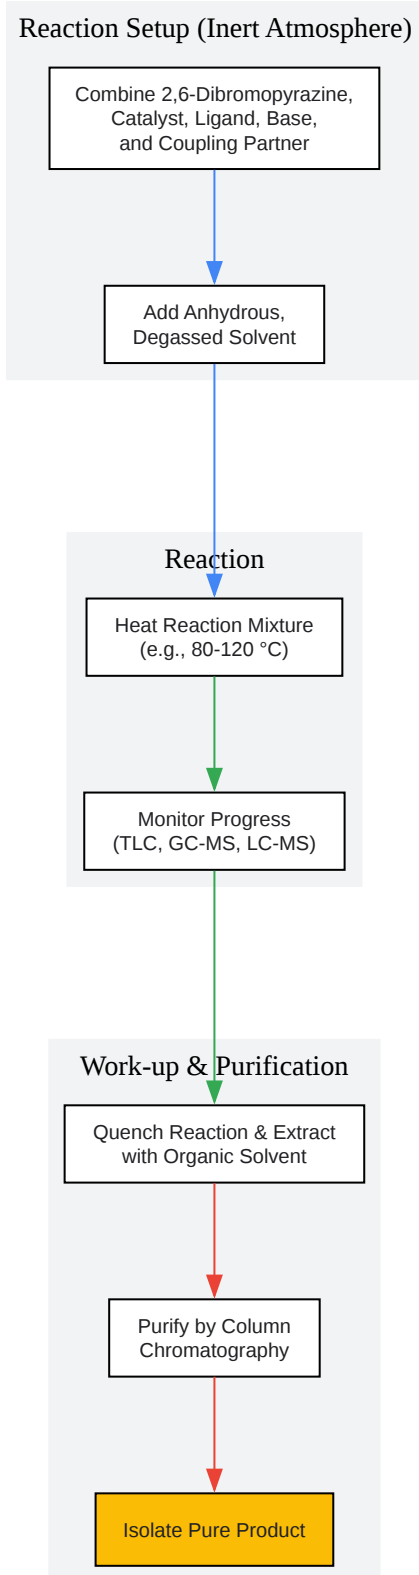 Reaction Setup (Inert Atmosphere)
Combine 2,6-Dibromopyrazine,
Catalyst, Ligand, Base,
and Coupling Partner
Add Anhydrous,
Degassed Solvent
Reaction
Heat Reaction Mixture
(e.g., 80-120 °C)
Monitor Progress
(TLC, GC-MS, LC-MS)
Work-up & Purification
Quench Reaction & Extract
with Organic Solvent
Purify by Column
Chromatography
Isolate Pure Product